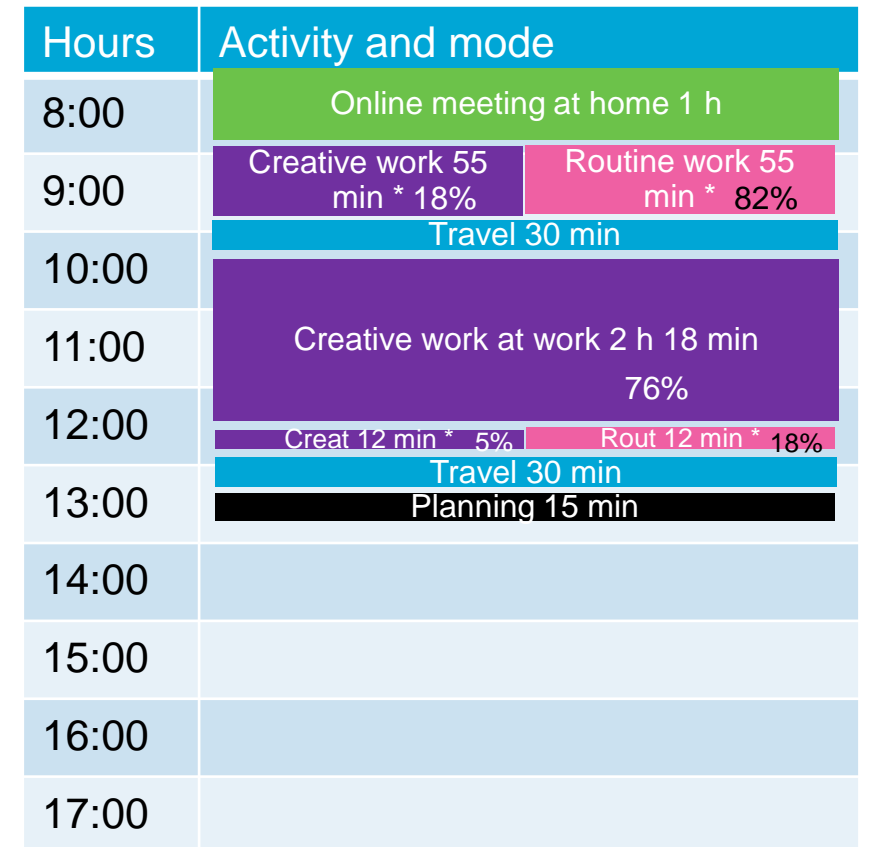 Hours Activity and mode
8:00 Online meeting at home 1 h
Creative work 55 Routine work 55
9:00 min * 18% min * 82%
Travel 30 min
10:00
11:00 Creative work at work 2 h 18 min
76%
12:00
Creat 12 min * 5% Rout 12 min * 18%
Travel 30 min
13:00 Planning 15 min
14:00
15:00
16:00
17:00